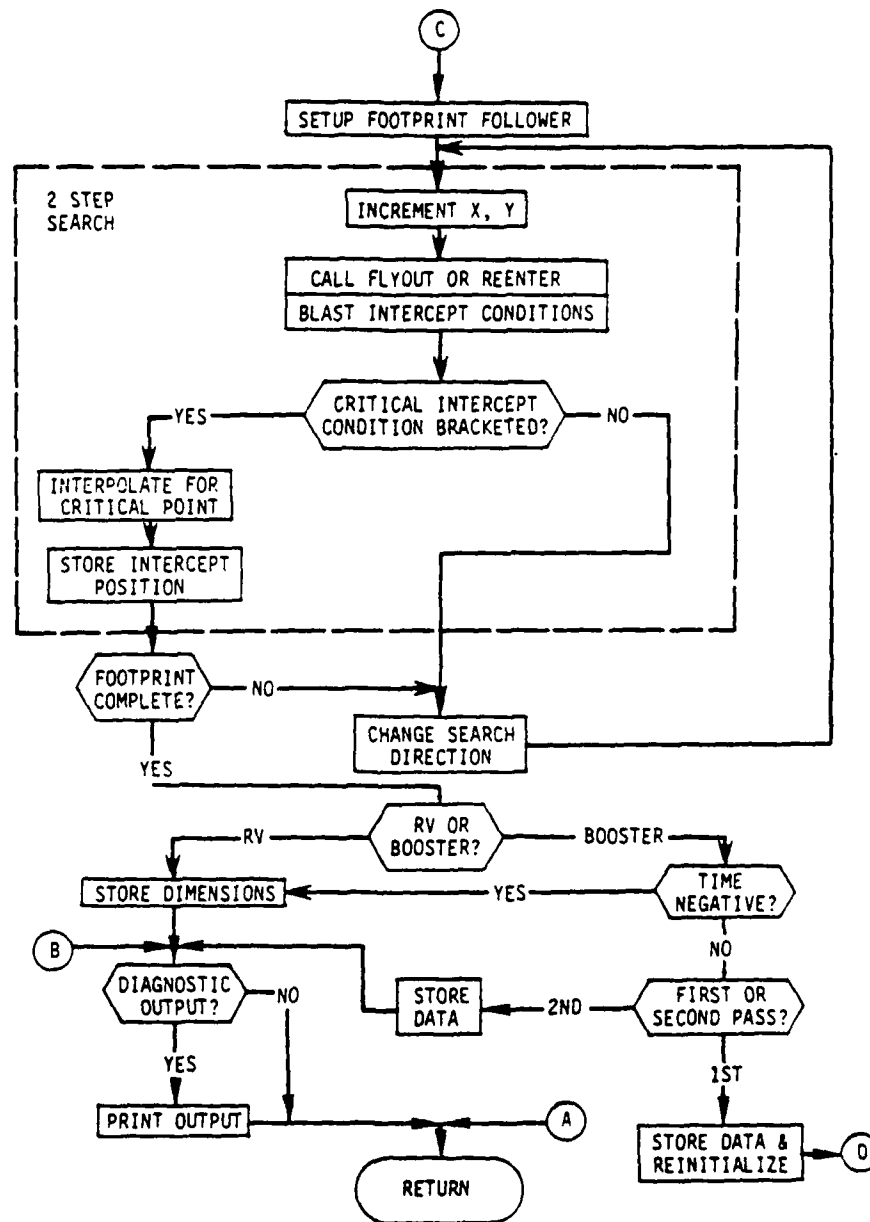 C
SETUP FOOTPRINT FOLLOWER
2 STEP
SEARCH
INCREMENT X, Y
CALL FLYOUT OR REENTER
BLAST INTERCEPT CONDITIONS
CRITICAL INTERCEPT
CONDITION BRACKETED?
YES
NO
INTERPOLATE FOR
CRITICAL POINT
STORE INTERCEPT
POSITION
FOOTPRINT
COMPLETE?
NO
CHANGE SEARCH
DIRECTION
YES
RV OR
BOOSTER?
RV
BOOSTER
STORE DIMENSIONS
YES
TIME
NEGATIVE?
B
NO
DIAGNOSTIC
OUTPUT?
NO
STORE
DATA
2ND
FIRST OR
SECOND PASS?
YES
1ST
PRINT OUTPUT
A
STORE DATA &
REINITIALIZE
D
RETURN